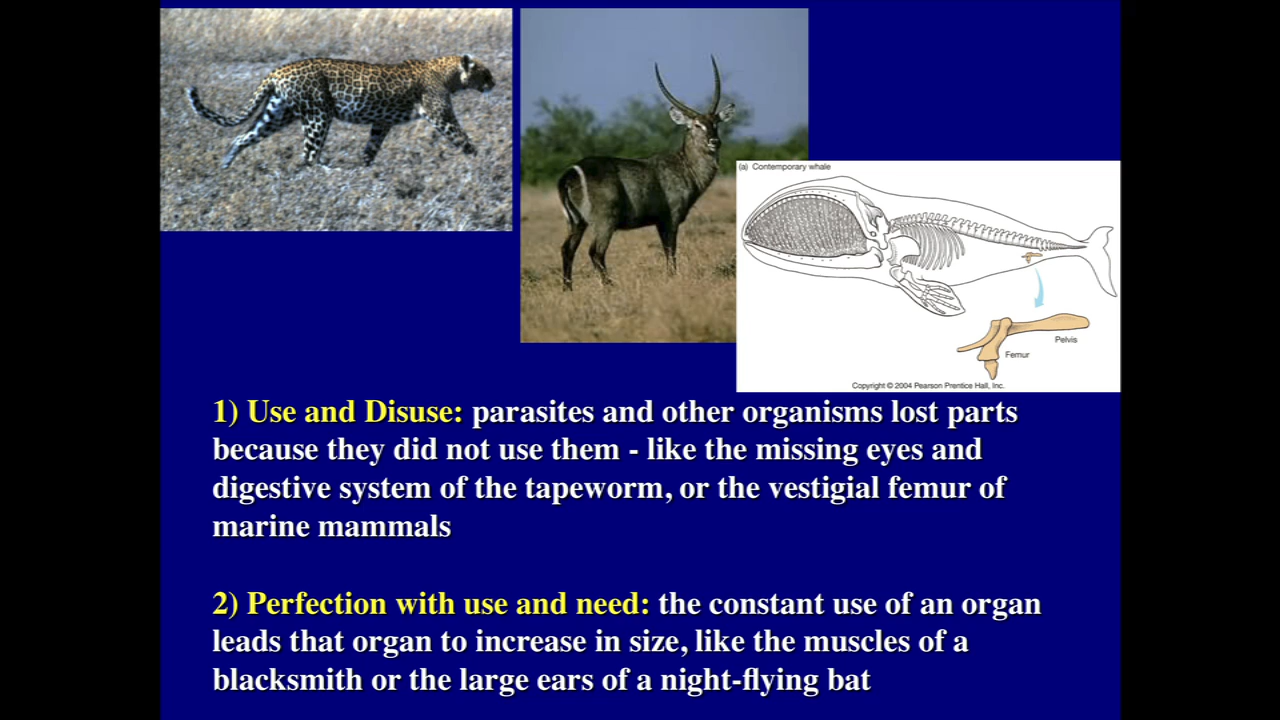 (a) Contemporary whale
Pelvis
Femur
Copyright © 2004 Pearson Prentice Hall, Inc.
1) Use and Disuse: parasites and other organisms lost parts
because they did not use them - like the missing eyes and
digestive system of the tapeworm, or the vestigial femur of
marine mammals
2) Perfection with use and need: the constant use of an organ
leads that organ to increase in size, like the muscles of a
blacksmith or the large ears of a night-flying bat